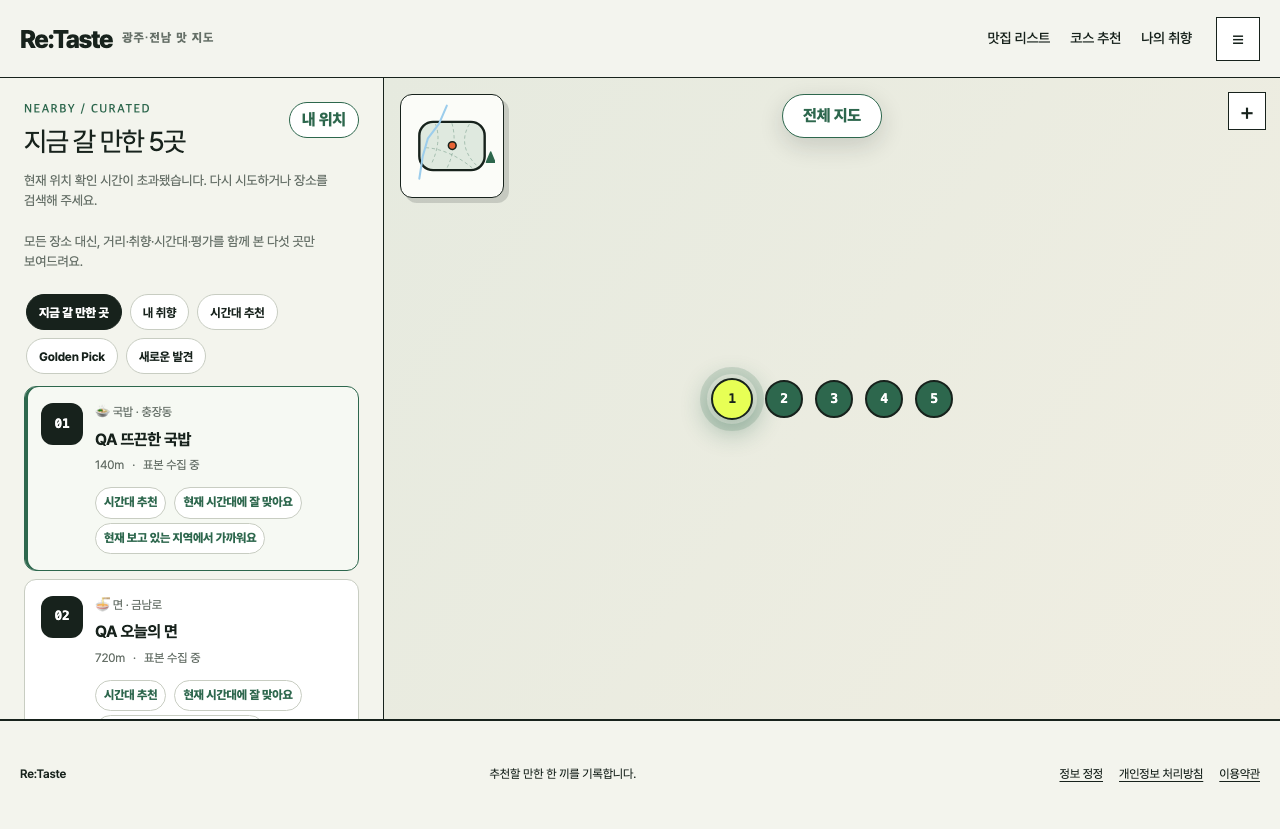 Re:Taste 광주·전남 맛 지도
맛집 리스트 코스 추천 나의 취향 ≡
NEARBY / CURATED
지금 갈 만한 5곳
내 위치
현재 위치 확인 시간이 초과됐습니다. 다시 시도하거나 장소를
검색해 주세요.
모든 장소 대신, 거리·취향·시간대·평가를 함께 본 다섯 곳만
보여드려요.
지금 갈 만한 곳 내 취향 시간대 추천
Golden Pick 새로운 발견
01
국밥 · 충장동
QA 뜨끈한 국밥
140m · 표본 수집 중
시간대 추천 현재 시간대에 잘 맞아요
현재 보고 있는 지역에서 가까워요
02
면 · 금남로
QA 오늘의 면
720m · 표본 수집 중
시간대 추천 현재 시간대에 잘 맞아요
전체 지도
+
1 2 3 4 5
Re:Taste
추천할 만한 한 끼를 기록합니다.
정보 정정 개인정보 처리방침 이용약관